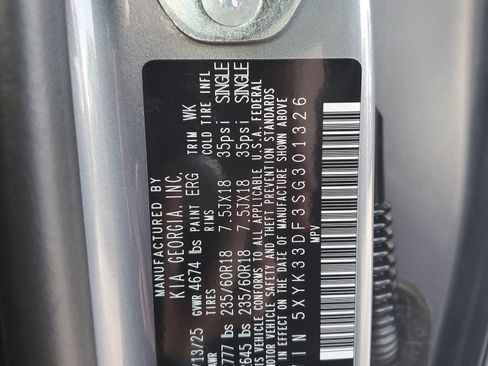 MANUFACTURED BY
KIA GEORGIA, INC.
/13/25 GVWR 4674 lbs PAINT ERG TRIM WK
TIRES RIMS COLD TIRE INFL
2777 lbs 235/60R18 7.5JX18 35psi SINGLE
2645 lbs 235/60R18 7.5JX18 35psi SINGLE
VEHICLE CONFORMS TO ALL APPLICABLE U.S.A. FEDERAL
MOTOR VEHICLE SAFETY AND THEFT PREVENTION STANDARDS
IN EFFECT ON THE DATE OF MANUFACTURE SHOWN ABOVE
VIN 5XYK33DF3SG301326
MPV